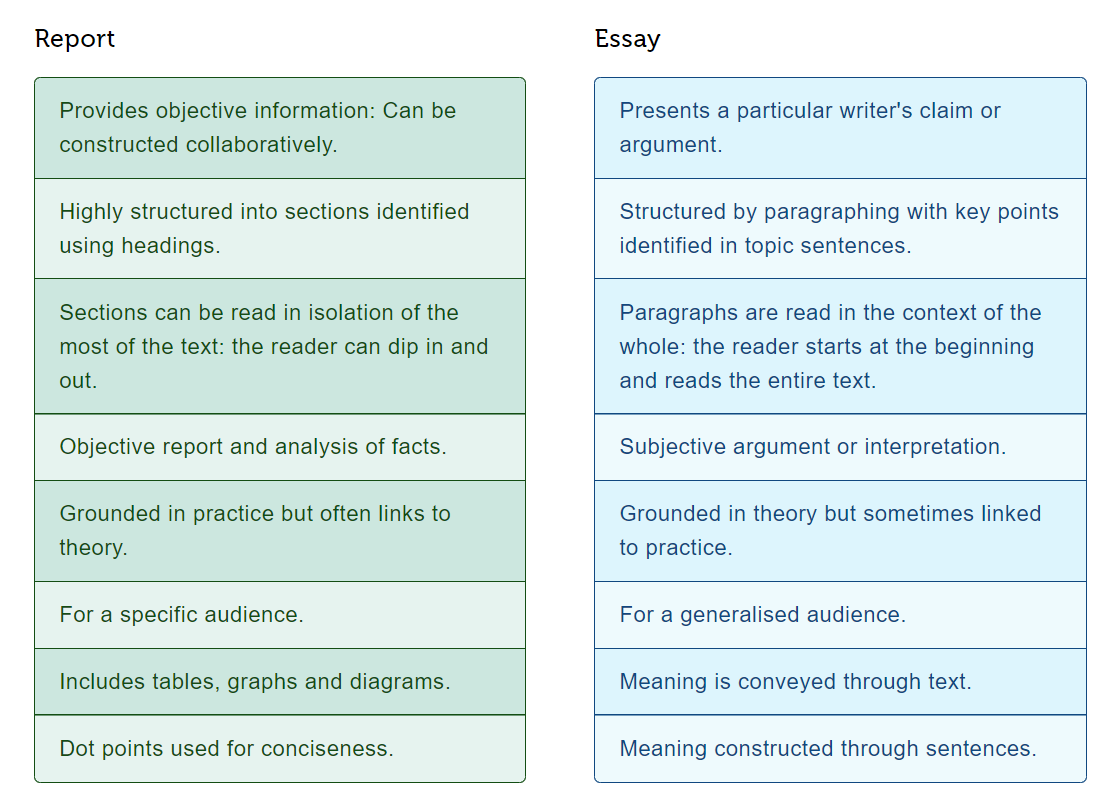 Report
Provides objective information: Can be
constructed collaboratively.
Highly structured into sections identified
using headings.
Sections can be read in isolation of the
most of the text: the reader can dip in and
out.
Objective report and analysis of facts.
Grounded in practice but often links to
theory.
For a specific audience.
Includes tables, graphs and diagrams.
Dot points used for conciseness.
Essay
Presents a particular writer's claim or
argument.
Structured by paragraphing with key points
identified in topic sentences.
Paragraphs are read in the context of the
whole: the reader starts at the beginning
and reads the entire text.
Subjective argument or interpretation.
Grounded in theory but sometimes linked
to practice.
For a generalised audience.
Meaning is conveyed through text.
Meaning constructed through sentences.